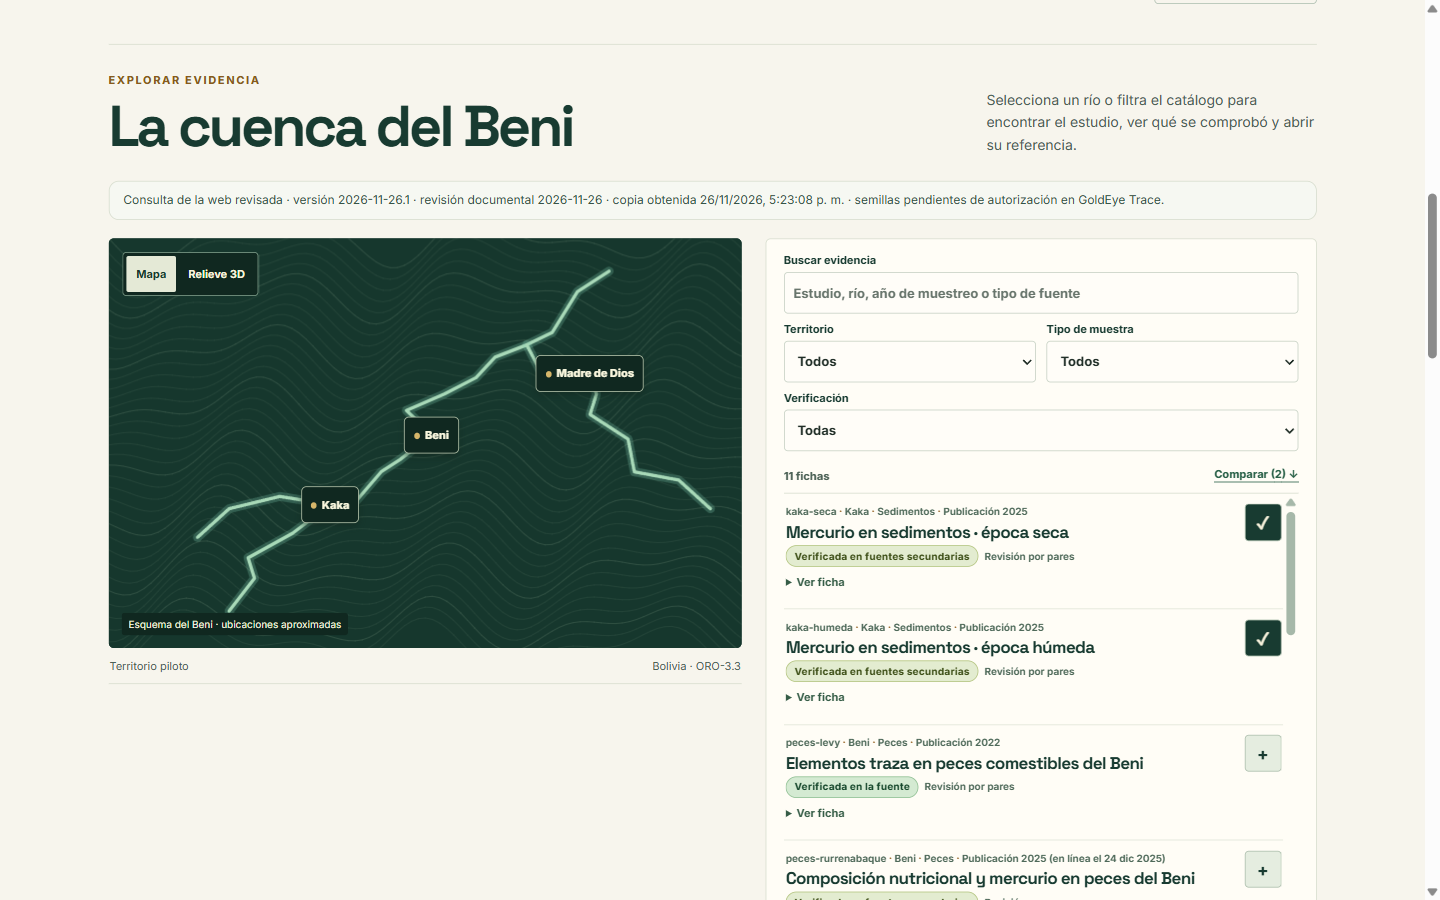 EXPLORAR EVIDENCIA
La cuenca del Beni
Selecciona un río o filtra el catálogo para
encontrar el estudio, ver qué se comprobó y abrir
su referencia.
Consulta de la web revisada · versión 2026-11-26.1 · revisión documental 2026-11-26 · copia obtenida 26/11/2026, 5:23:08 p. m. · semillas pendientes de autorización en GoldEye Trace.
Mapa
Relieve 3D
Madre de Dios
Beni
Kaka
Esquema del Beni · ubicaciones aproximadas
Territorio piloto
Bolivia · ORO-3.3
Buscar evidencia
Estudio, río, año de muestreo o tipo de fuente
Territorio
Tipo de muestra
Todos
Todos
Verificación
Todas
11 fichas
Comparar (2) ↓
kaka-seca · Kaka · Sedimentos · Publicación 2025
Mercurio en sedimentos · época seca
Verificada en fuentes secundarias
Revisión por pares
▸ Ver ficha
✓
kaka-humeda · Kaka · Sedimentos · Publicación 2025
Mercurio en sedimentos · época húmeda
Verificada en fuentes secundarias
Revisión por pares
▸ Ver ficha
✓
peces-levy · Beni · Peces · Publicación 2022
Elementos traza en peces comestibles del Beni
Verificada en la fuente
Revisión por pares
▸ Ver ficha
+
peces-rurrenabaque · Beni · Peces · Publicación 2025 (en línea el 24 dic 2025)
Composición nutricional y mercurio en peces del Beni
+